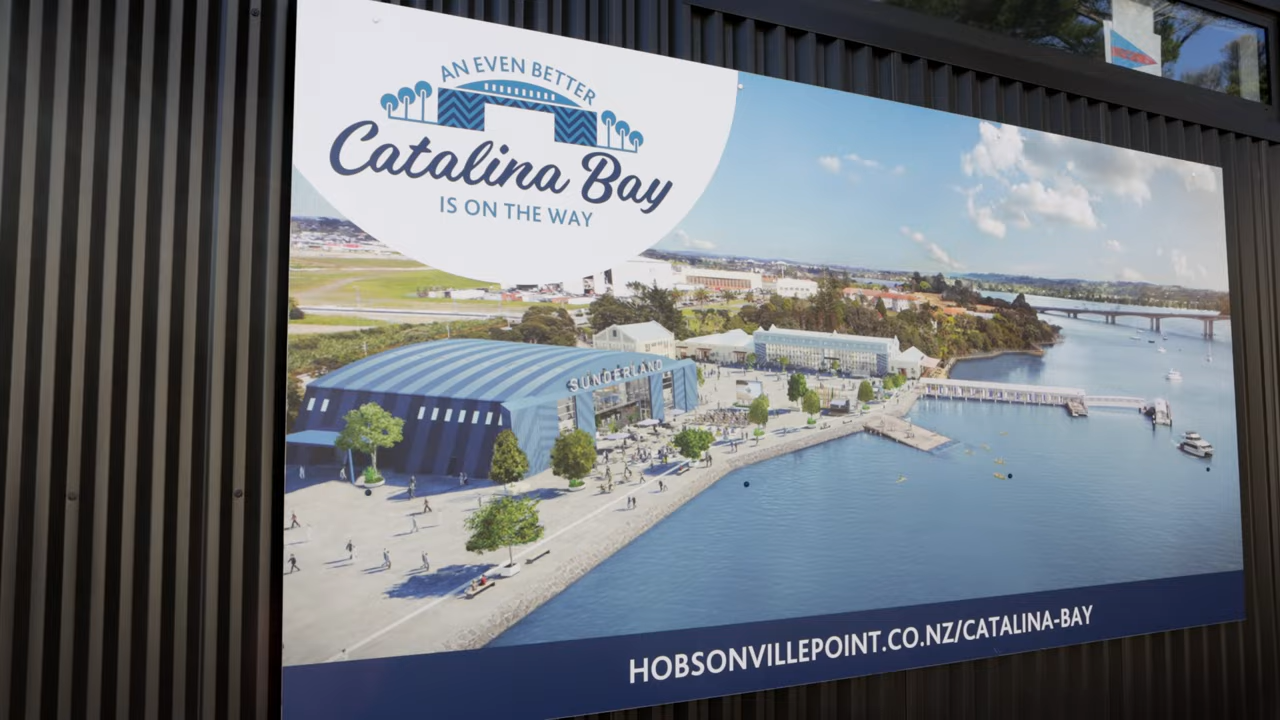 AN EVEN BETTER
Catalina Bay
IS ON THE WAY
SUNDERLAND
HOBSONVILLEPOINT.CO.NZ/CATALINA-BAY